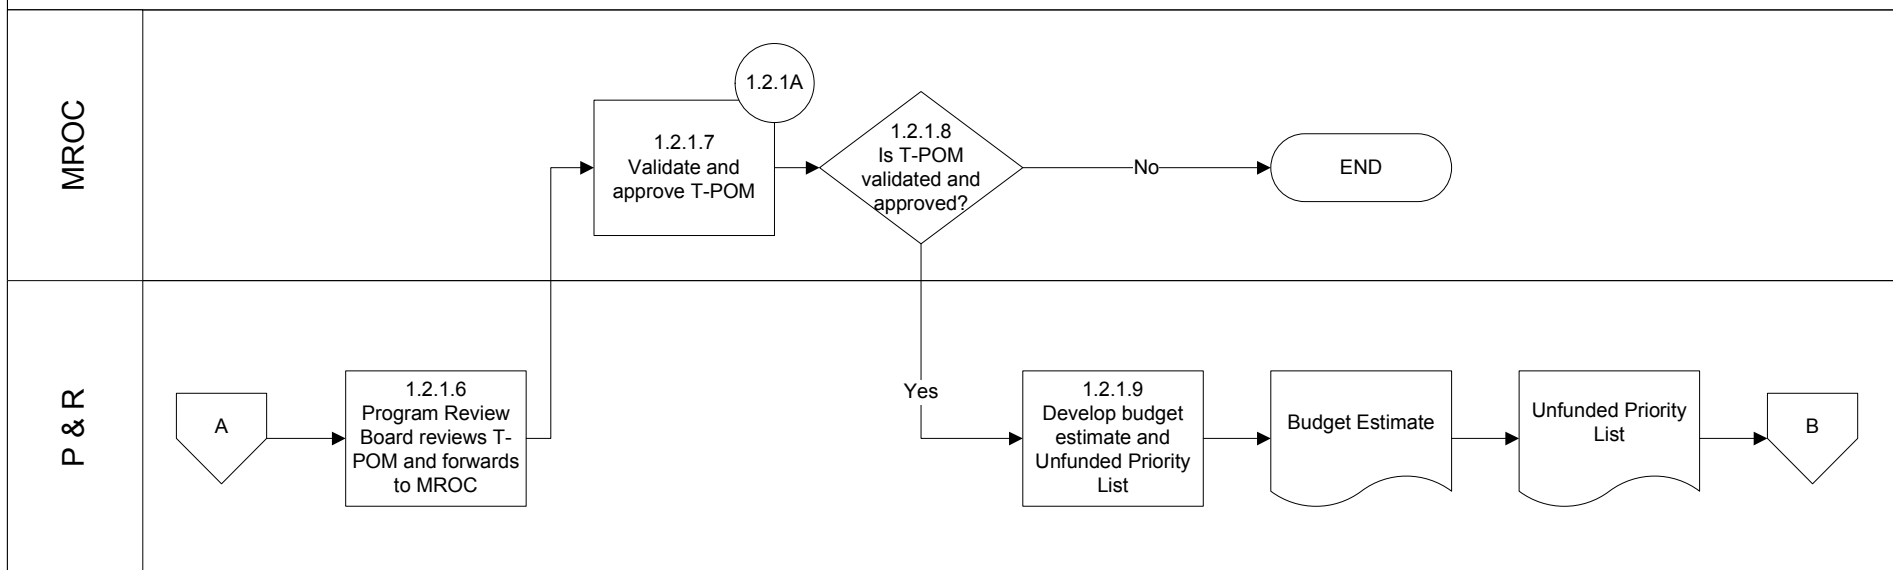 MROC
1.2.1A
1.2.1.7
Validate and
approve T-POM
1.2.1.8
Is T-POM
validated and
approved?
No
END
P & R
A
1.2.1.6
Program Review
Board reviews T-
POM and forwards
to MROC
Yes
1.2.1.9
Develop budget
estimate and
Unfunded Priority
List
Budget Estimate
Unfunded Priority
List
B